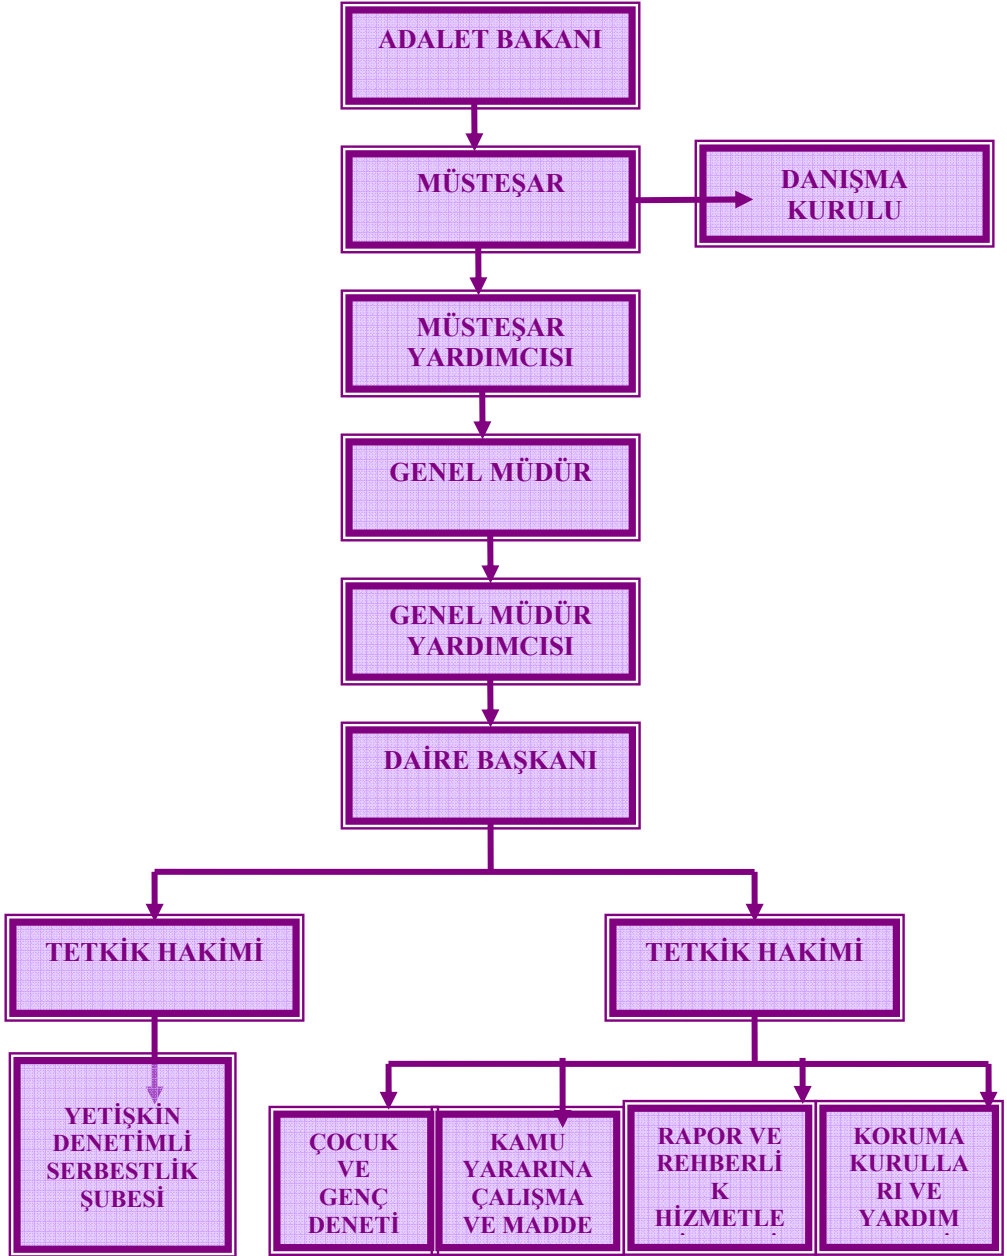 ADALET BAKANI
MÜSTEŞAR
DANIŞMA
KURULU
MÜSTEŞAR
YARDIMCISI
GENEL MÜDÜR
GENEL MÜDÜR
YARDIMCISI
DAİRE BAŞKANI
TETKİK HAKİMİ
TETKİK HAKİMİ
YETİŞKİN
DENETİMLİ
SERBESTLİK
ŞUBESİ
ÇOCUK
VE
GENÇ
DENETİ
KAMU
YARARINA
ÇALIŞMA
VE MADDE
RAPOR VE
REHBERLİ
K
HİZMETLE
KORUMA
KURULLA
RI VE
YARDIM